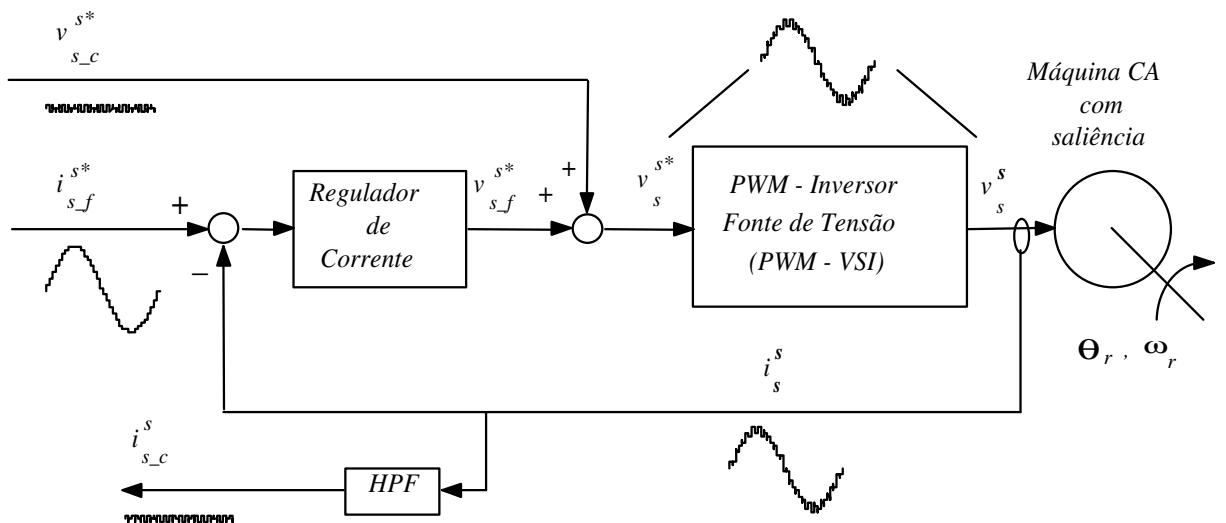 v s* s_c
Máquina CA
com
saliência
i s* s_f
+
−
Regulador
de
Corrente
v s* s_f
+
+
v s* s
PWM - Inversor
Fonte de Tensão
(PWM - VSI)
v s s
Θ r , ω r
i s s
i s s_c
HPF